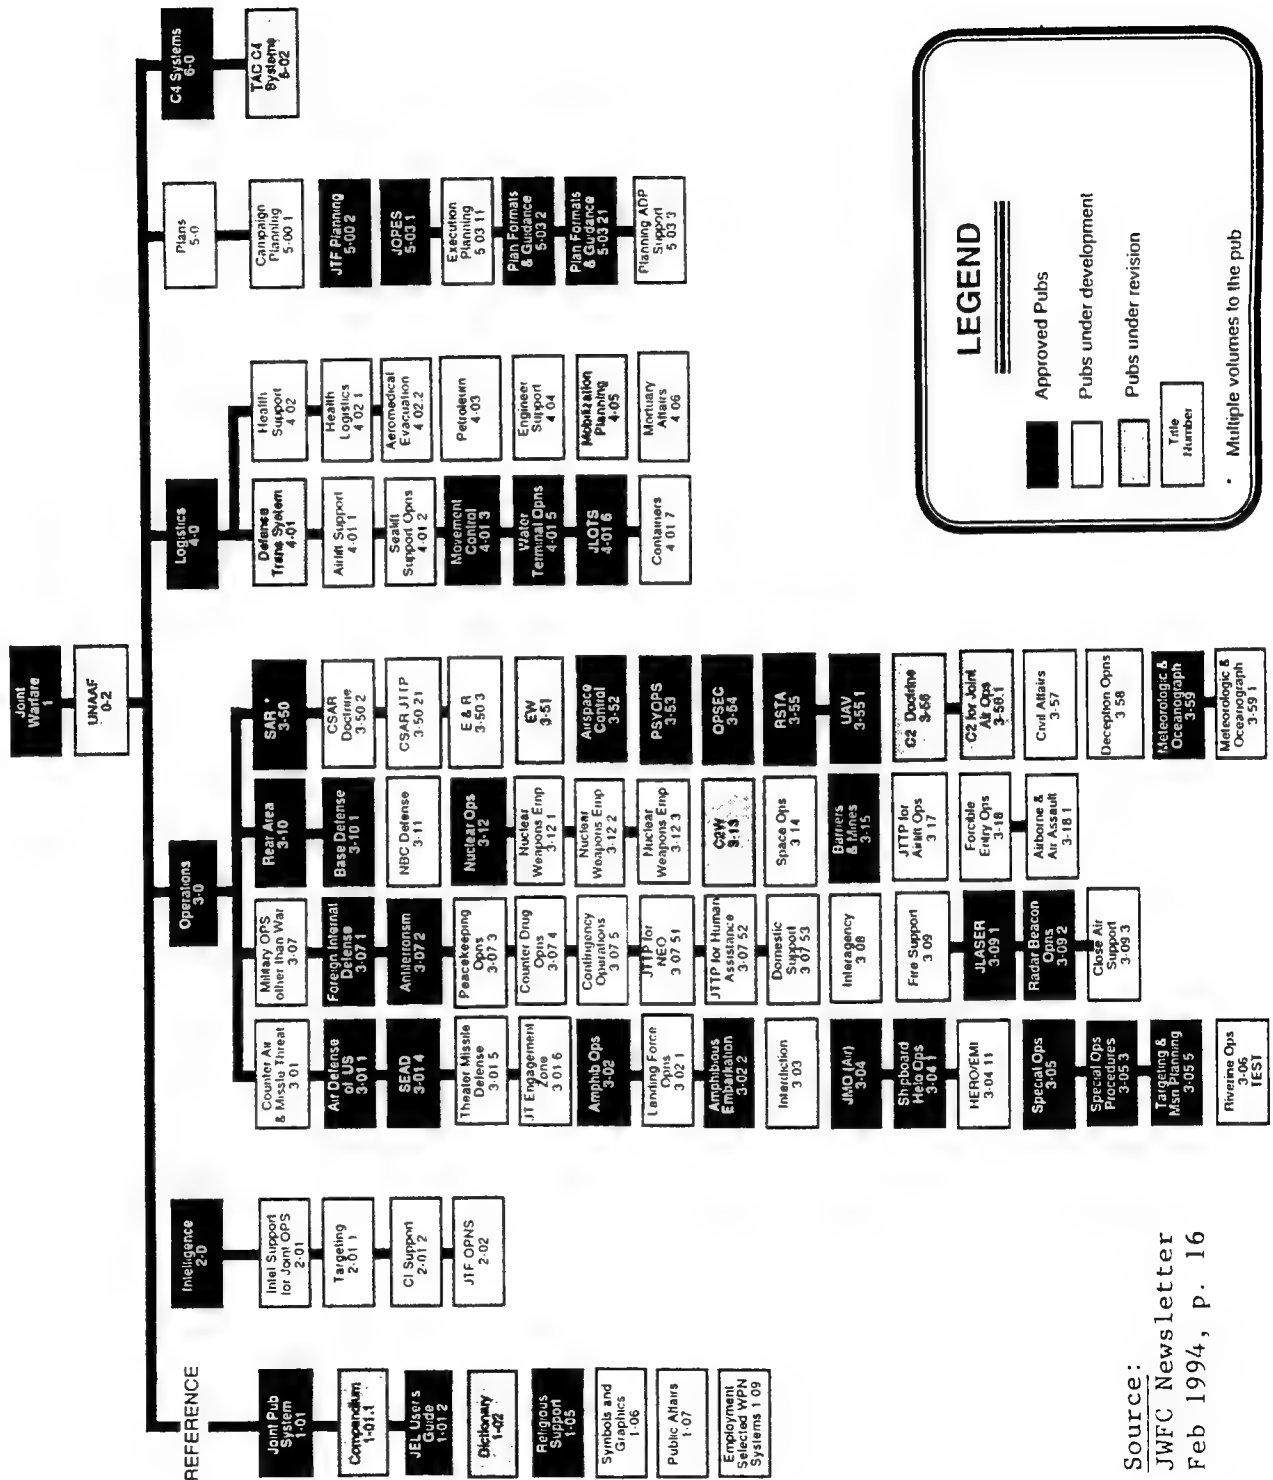 Joint
Warfare
1
UNAAF
0-2
REFERENCE
Joint Pub
System
1-01
Compendium
1-01.1
JEL Users
Guide
1-01 2
Dictionary
1-02
Religious
Support
1-05
Symbols and
Graphics
1-06
Public Affairs
1-07
Employment
Selected WPN
Systems 1 09
Intelligence
2-0
Intel Support
for Joint OPS
2-01
Targeting
2-01 1
CI Support
2-01 2
JTF OPNS
2-02
Operations
3-0
Counter Air
& Missile Threat
3 01
Air Defense
of US
3-01 1
SEAD
3-01 4
Theater Missile
Defense
3-01 5
JT Engagement
Zone
3 01 6
Amphib Ops
3-02
Landing Force
Opns
3 02 1
Amphibious
Embarkation
3-02 2
Interdiction
3 03
JMO (Air)
3-04
Shipboard
Helo Ops
3-04 1
HERO/EMI
3-04 11
Special Ops
3-05
Special Ops
Procedures
3-05 3
Targeting &
Msn Planning
3-05 5
Riverine Ops
3-06
TEST
Military OPS
other than War
3-07
Foreign Internal
Defense
3-07 1
Antiterrorism
3-07 2
Peacekeeping
Opns
3-07 3
Counter Drug
Opns
3-07 4
Contingency
Operations
3 07 5
JTTP for
NEO
3 07 51
JTTP for Human
Assistance
3-07 52
Domestic
Support
3 07 53
Interagency
3 08
Fire Support
3 09
JLASER
3-09 1
Radar Beacon
Opns
3-09 2
Close Air
Support
3-09 3
Rear Area
3-10
Base Defense
3-10 1
NBC Defense
3-11
Nuclear Ops
3-12
Nuclear
Weapons Emp
3-12 1
Nuclear
Weapons Emp
3-12 2
Nuclear
Weapons Emp
3-12 3
C2W
3-13
Space Ops
3 14
Barriers
& Mines
3-15
JTTP for
Airlift Ops
3 17
Forcible
Entry Ops
3-18
Airborne &
Air Assault
3-18 1
SAR *
3-50
CSAR
Doctrine
3-50 2
CSAR JTTP
3-50 21
E & R
3-50 3
EW
3-51
Airspace
Control
3-52
PSYOPS
3-53
OPSEC
3-54
RSTA
3-55
UAV
3-55 1
C2 Doctrine
3-56
C2 for Joint
Air Ops
3-56.1
Civil Affairs
3-57
Deception Opns
3 58
Meteorologic &
Oceanograph
3-59
Meteorologic &
Oceanograph
3-59 1
Logistics
4-0
Defense
Trans System
4-01
Airlift Support
4-01 1
Sealift
Support Opns
4-01 2
Movement
Control
4-01 3
Water
Terminal Opns
4-01 5
JLOTS
4-01 6
Containers
4 01 7
Health
Support
4 02
Health
Logistics
4 02 1
Aeromedical
Evacuation
4 02.2
Petroleum
4-03
Engineer
Support
4 04
Mobilization
Planning
4-05
Mortuary
Affairs
4 06
Plans
5-0
Campaign
Planning
5-00 1
JTF Planning
5-00 2
JOPES
5-03 1
Execution
Planning
5 03 11
Plan Formats
& Guidance
5-03 2
Plan Formats
& Guidance
5-03 21
Planning ADP
Support
5 03 3
C4 Systems
6-0
TAC C4
Systems
6-02
LEGEND
Approved Pubs
Pubs under development
Pubs under revision
Title
Number
* Multiple volumes to the pub
Source:
JWFC Newsletter
Feb 1994, p. 16